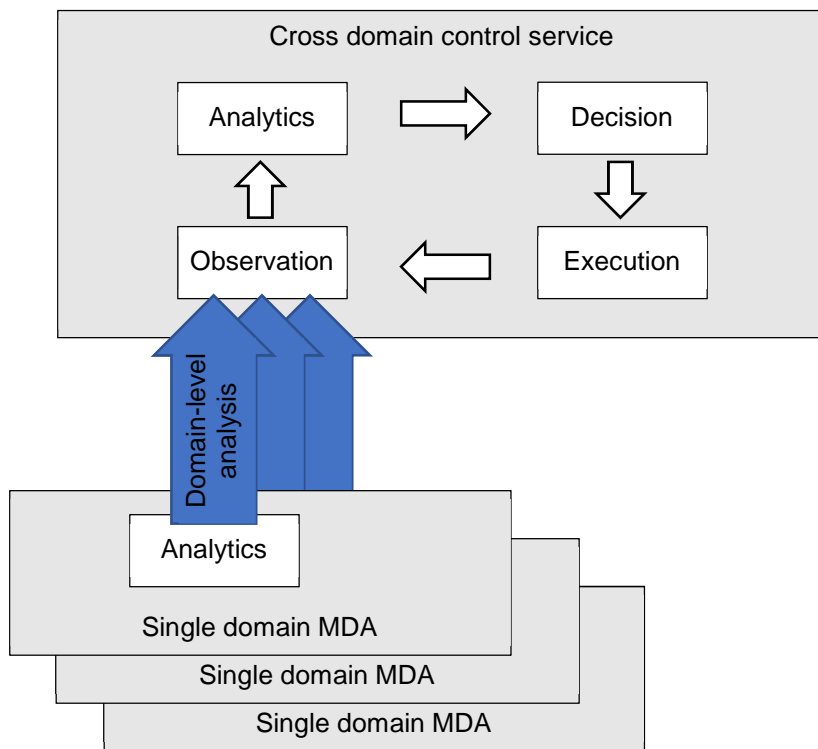 Cross domain control service
Analytics
Decision
Observation
Execution
Domain-level
analysis
Analytics
Single domain MDA
Single domain MDA
Single domain MDA